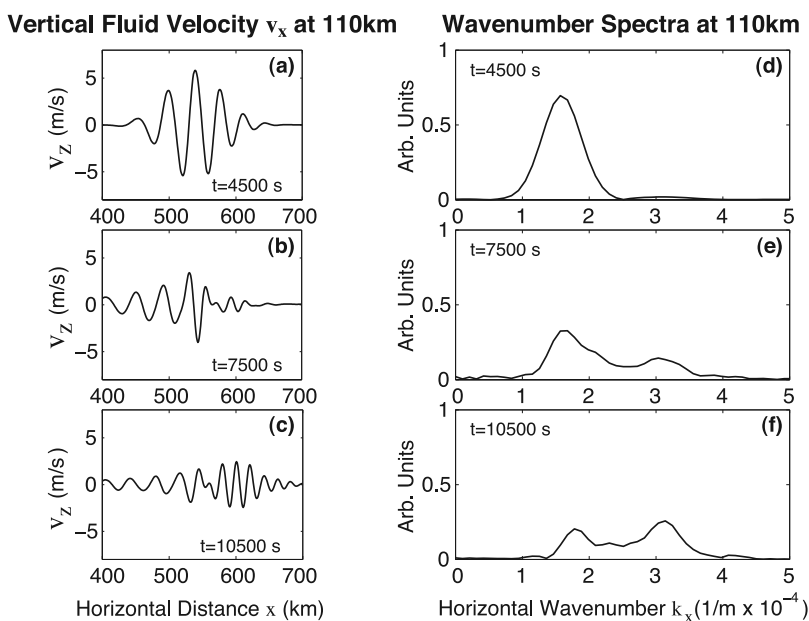 Vertical Fluid Velocity vx at 110km
Wavenumber Spectra at 110km
(a)
5
0
−5
VZ (m/s)
t=4500 s
400 500 600 700
(b)
5
0
−5
VZ (m/s)
t=7500 s
400 500 600 700
(c)
5
0
−5
VZ (m/s)
t=10500 s
400 500 600 700
Horizontal Distance x (km)
(d)
t=4500 s
1
0.5
0
Arb. Units
0 1 2 3 4 5
(e)
t=7500 s
1
0.5
0
Arb. Units
0 1 2 3 4 5
(f)
t=10500 s
1
0.5
0
Arb. Units
0 1 2 3 4 5
Horizontal Wavenumber kx(1/m x 10⁻⁴)